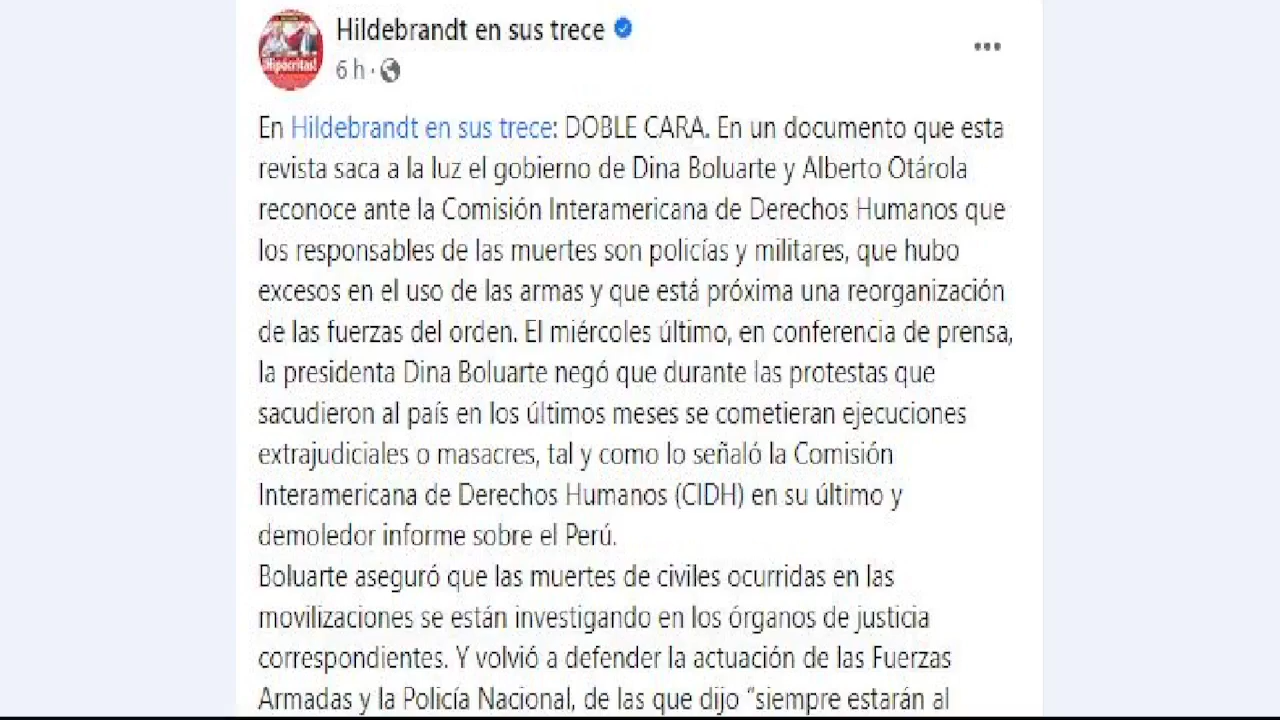 Hildebrandt en sus trece
6 h
¡Hipócritas!
En Hildebrandt en sus trece: DOBLE CARA. En un documento que esta
revista saca a la luz el gobierno de Dina Boluarte y Alberto Otárola
reconoce ante la Comisión Interamericana de Derechos Humanos que
los responsables de las muertes son policías y militares, que hubo
excesos en el uso de las armas y que está próxima una reorganización
de las fuerzas del orden. El miércoles último, en conferencia de prensa,
la presidenta Dina Boluarte negó que durante las protestas que
sacudieron al país en los últimos meses se cometieran ejecuciones
extrajudiciales o masacres, tal y como lo señaló la Comisión
Interamericana de Derechos Humanos (CIDH) en su último y
demoledor informe sobre el Perú.
Boluarte aseguró que las muertes de civiles ocurridas en las
movilizaciones se están investigando en los órganos de justicia
correspondientes. Y volvió a defender la actuación de las Fuerzas
Armadas y la Policía Nacional, de las que dijo “siempre estarán al